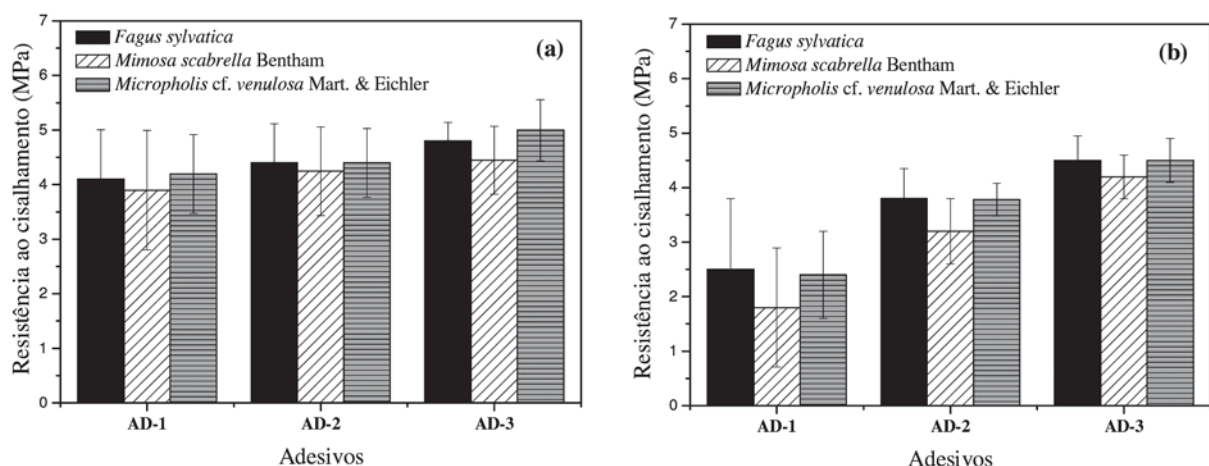 Resistência ao cisalhamento (MPa)
7
6
5
4
3
2
1
0
Fagus sylvatica
Mimosa scabrella Bentham
Micropholis cf. venulosa Mart. & Eichler
(a)
AD-1
AD-2
AD-3
Adesivos
Resistência ao cisalhamento (MPa)
7
6
5
4
3
2
1
0
Fagus sylvatica
Mimosa scabrella Bentham
Micropholis cf. venulosa Mart. & Eichler
(b)
AD-1
AD-2
AD-3
Adesivos